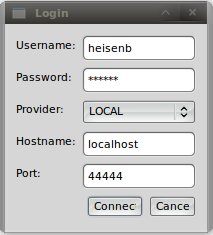 Login
Username: heisenb
Password: ******
Provider: LOCAL
Hostname: localhost
Port: 44444
Connec Cance